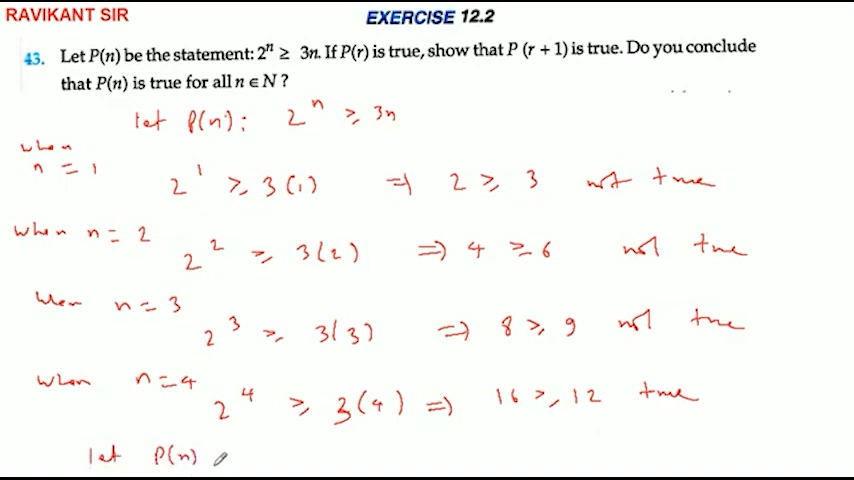 RAVIKANT SIR
EXERCISE 12.2
43. Let P(n) be the statement: 2ⁿ ≥ 3n. If P(r) is true, show that P (r + 1) is true. Do you conclude
that P(n) is true for all n ∈ N ?
let P(n): 2ⁿ ≥ 3n
when
n = 1
2¹ ≥ 3(1) ⇒ 2 ≥ 3 not true
when n = 2
2² ≥ 3(2) ⇒ 4 ≥ 6 not true
when n = 3
2³ ≥ 3(3) ⇒ 8 ≥ 9 not true
when n = 4
2⁴ ≥ 3(4) ⇒ 16 ≥ 12 true
let P(n)